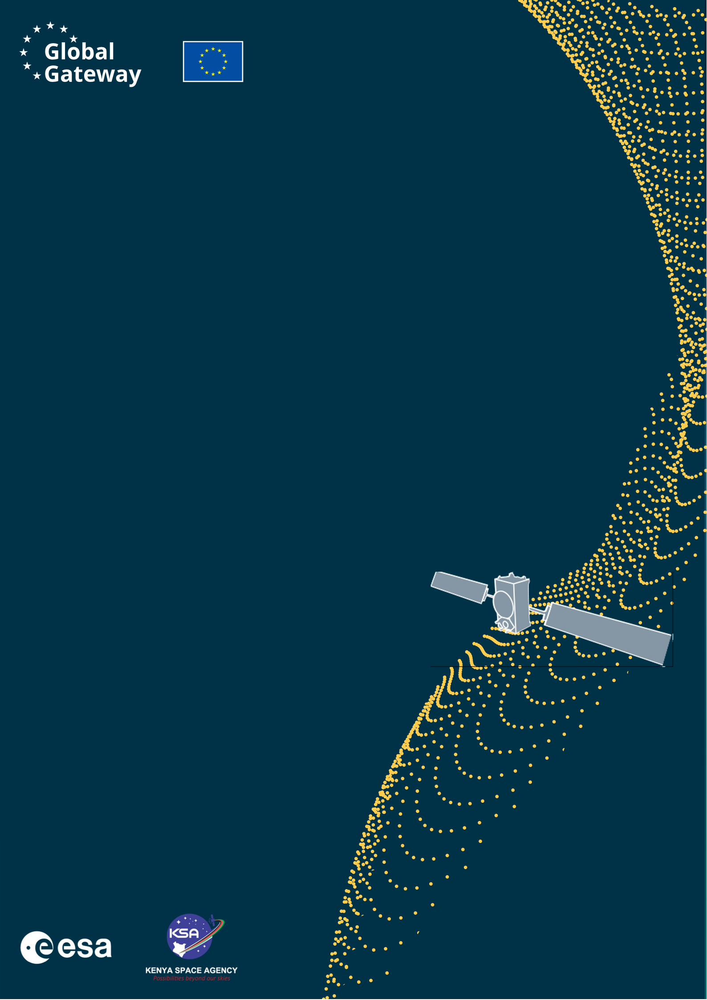 Global
Gateway
esa
KSA
KENYA SPACE AGENCY
Possibilities beyond our skies